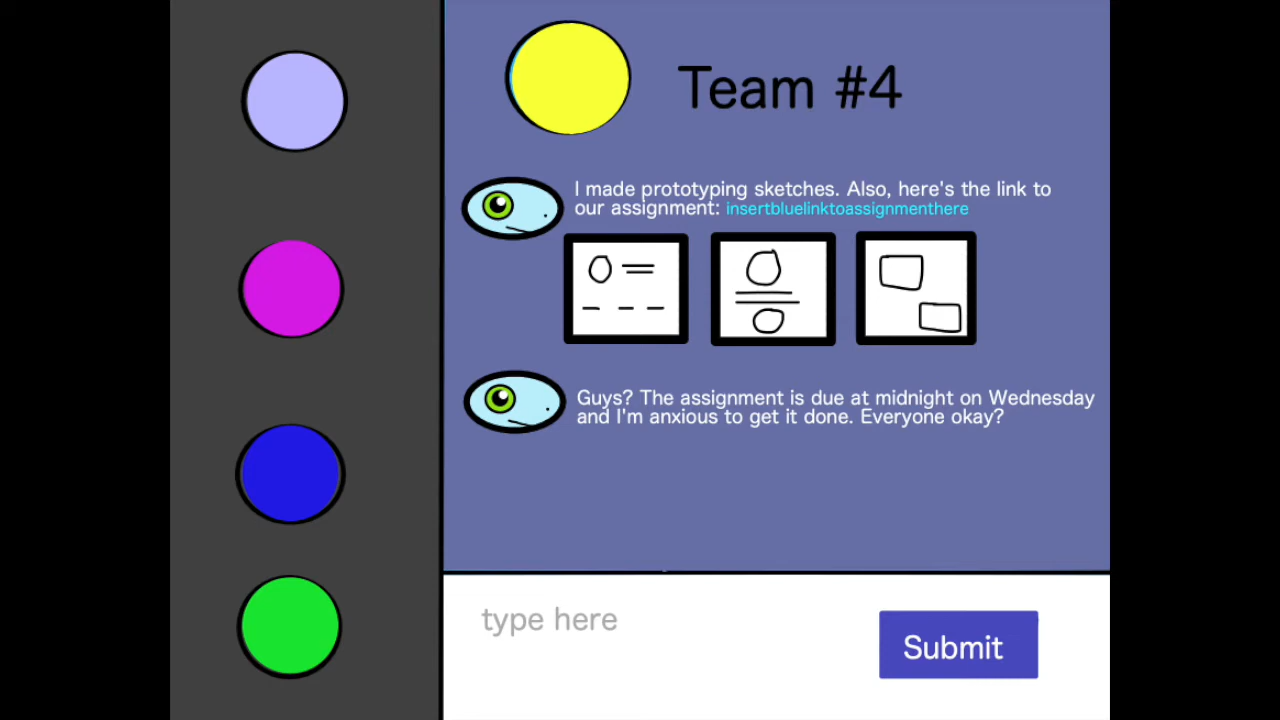 Team #4
I made prototyping sketches. Also, here's the link to
our assignment: insertbluelinktoassignmenthere
Guys? The assignment is due at midnight on Wednesday
and I'm anxious to get it done. Everyone okay?
type here
Submit